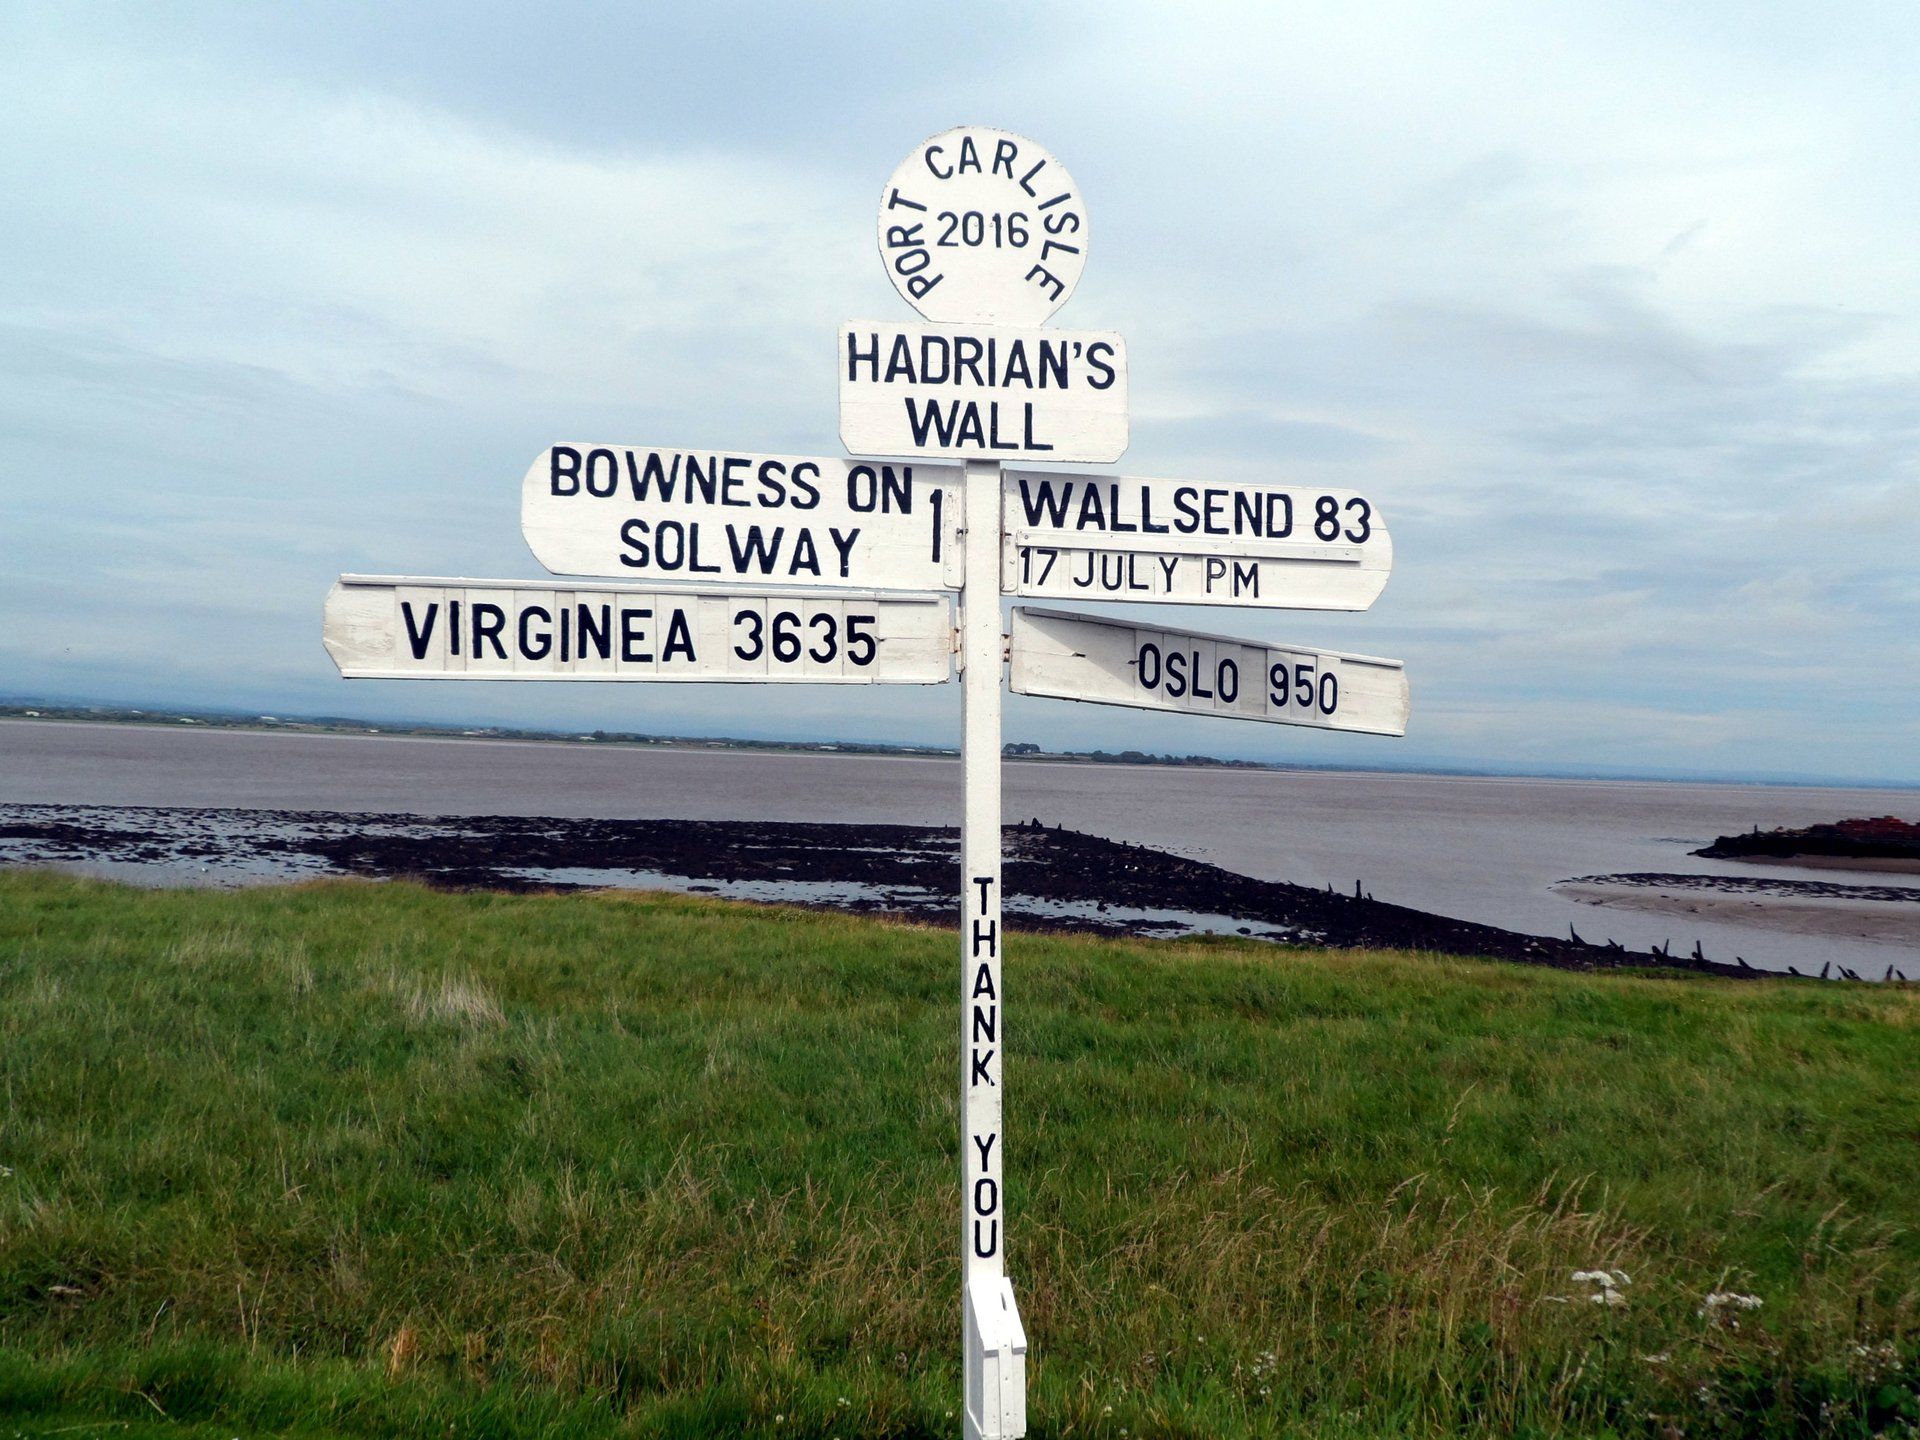 PORT CARLISLE
2016
HADRIAN'S
WALL
BOWNESS ON
SOLWAY 1
WALLSEND 83
17 JULY PM
VIRGINEA 3635
OSLO 950
THANK YOU